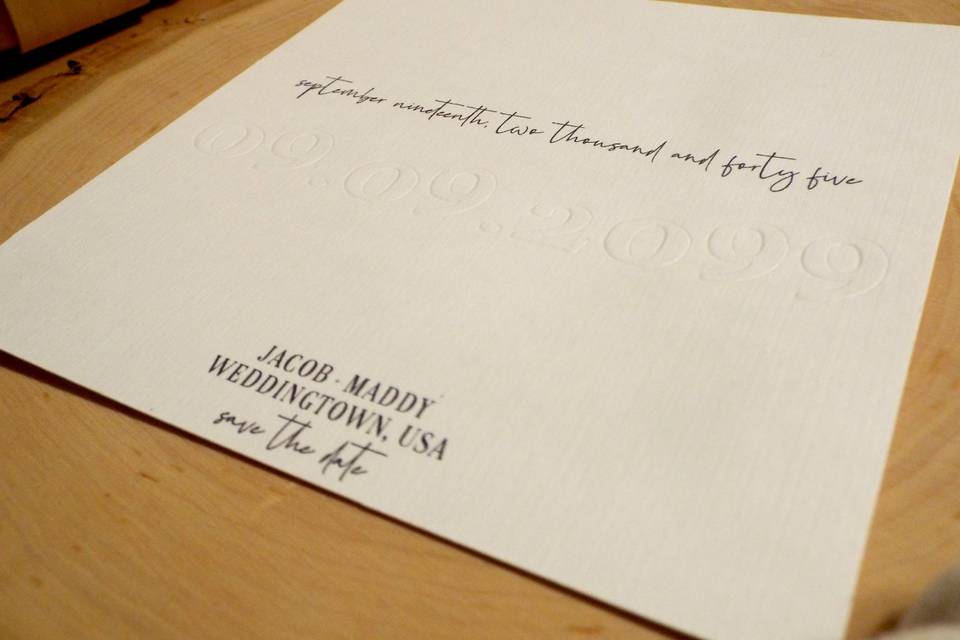 september nineteenth, two thousand and forty five
09.09.2099
JACOB · MADDY
WEDDINGTOWN, USA
save the date